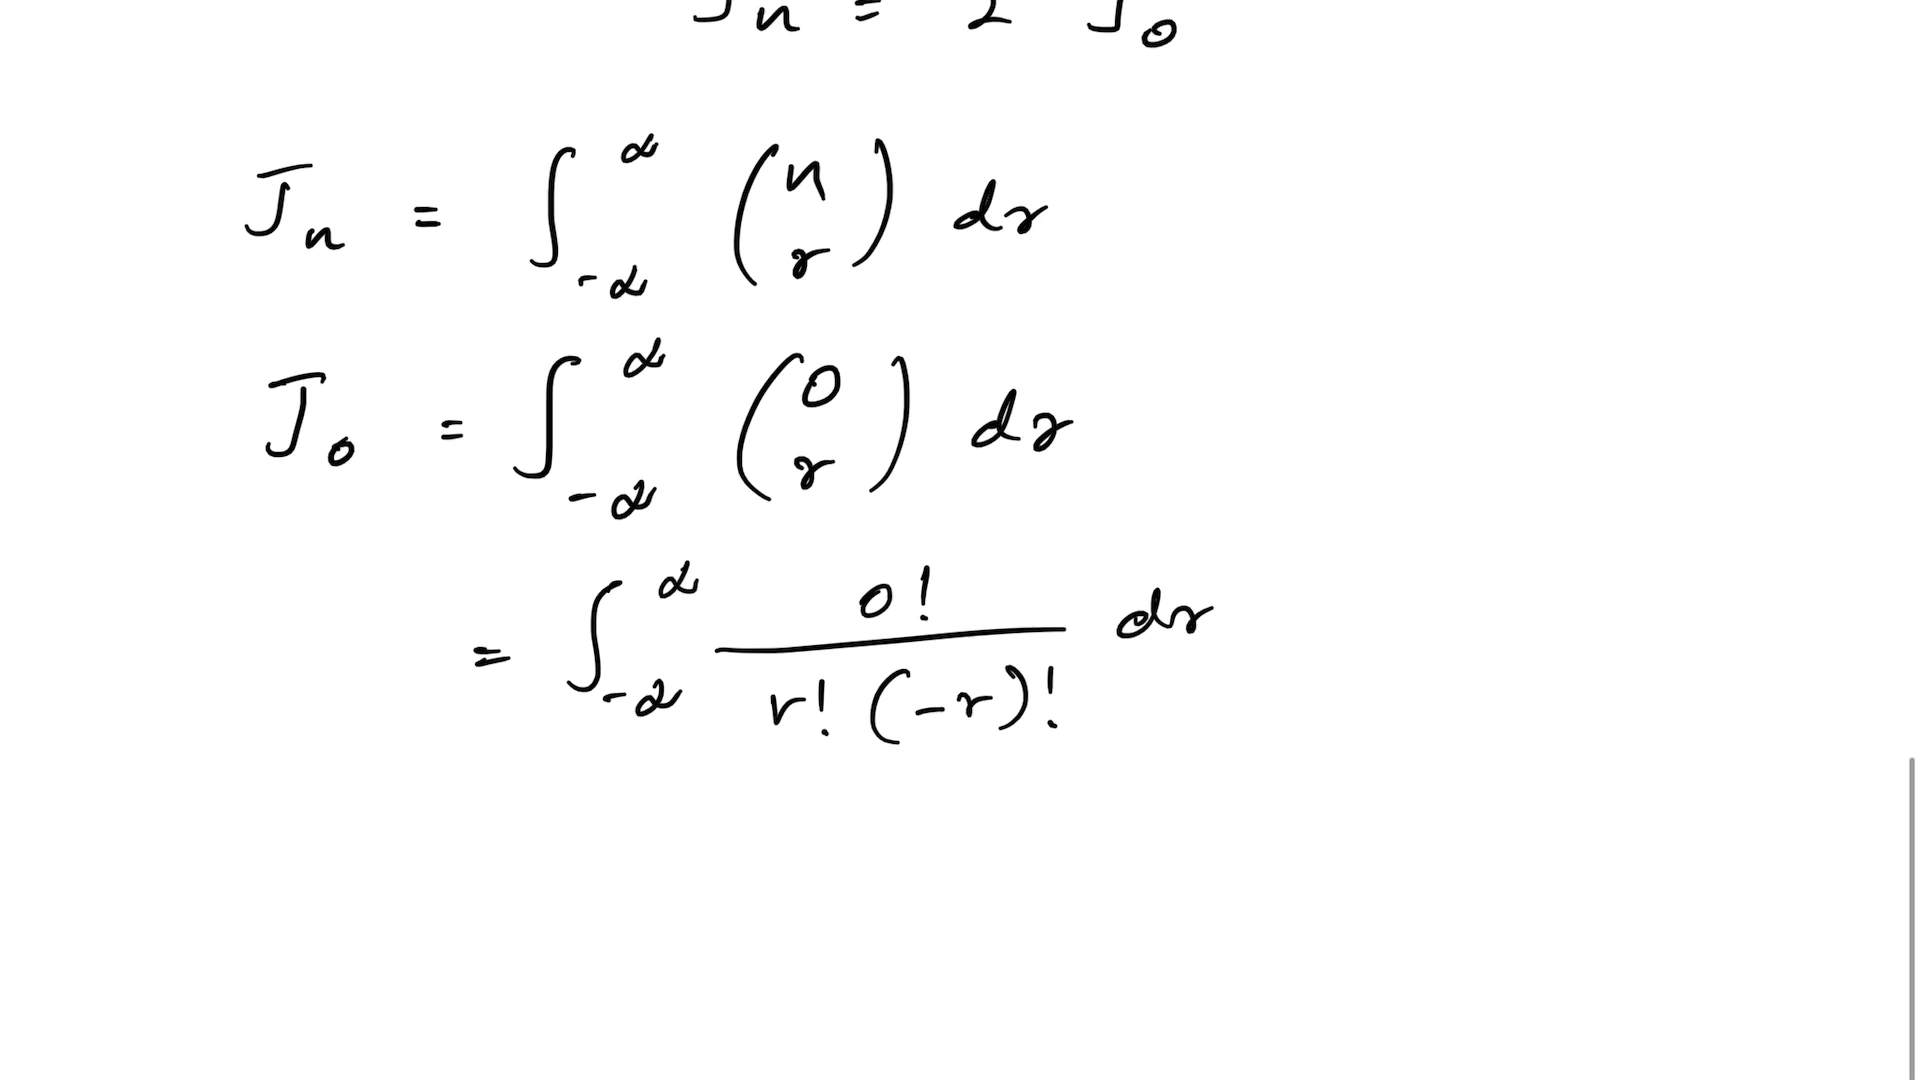 J_n = 2 J_0
J_n = ∫_{-∞}^{∞} (n r) dr
J_0 = ∫_{-∞}^{∞} (0 r) dr
= ∫_{-∞}^{∞} 0! / r! (-r)! dr